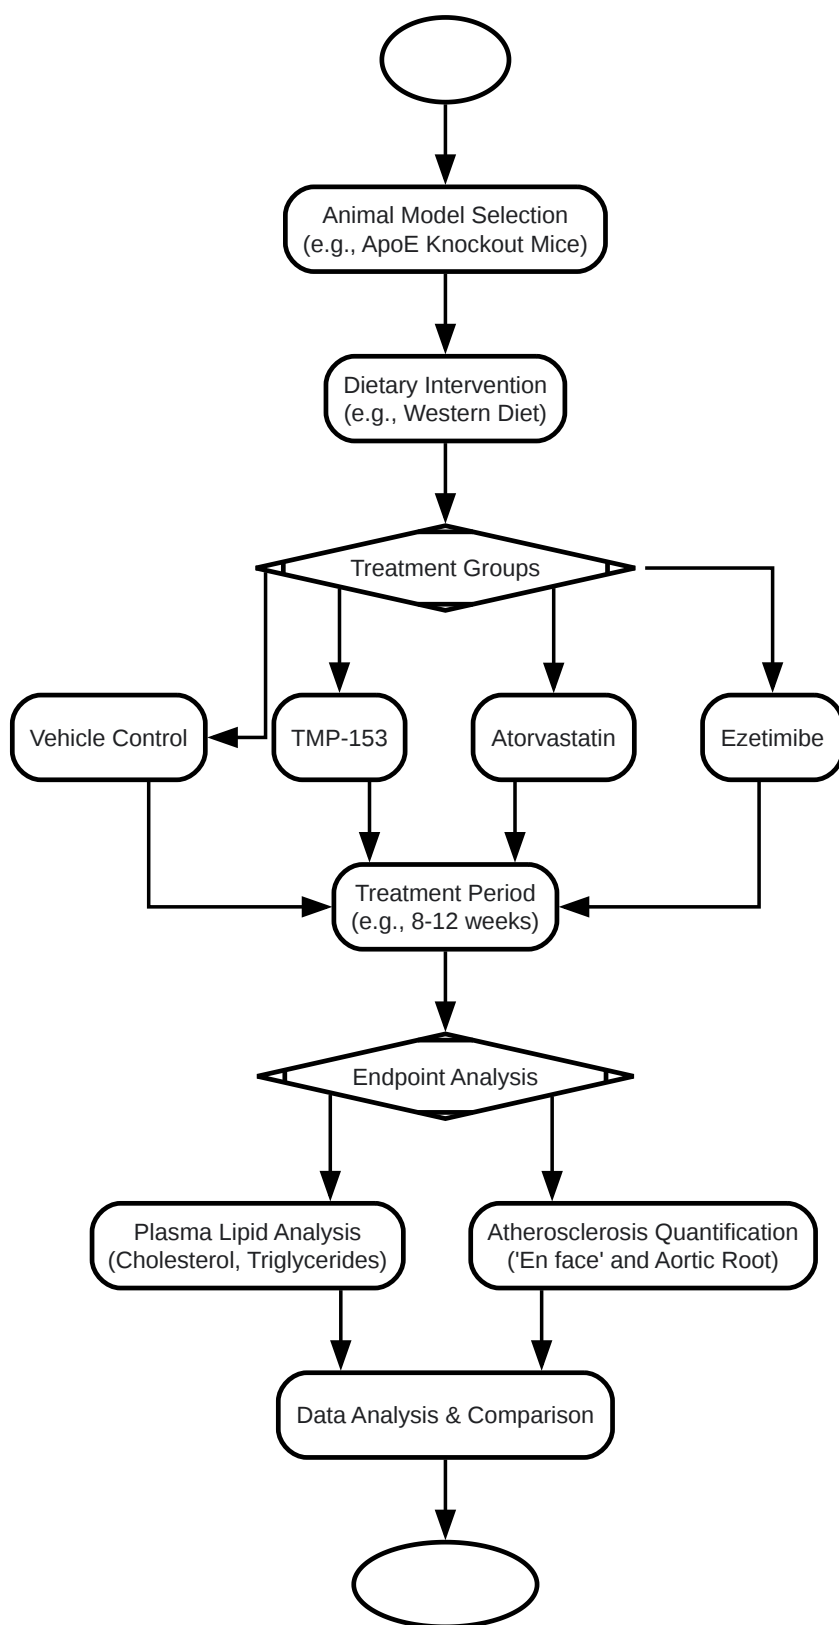 Animal Model Selection
(e.g., ApoE Knockout Mice)
Dietary Intervention
(e.g., Western Diet)
Treatment Groups
Vehicle Control
TMP-153
Atorvastatin
Ezetimibe
Treatment Period
(e.g., 8-12 weeks)
Endpoint Analysis
Plasma Lipid Analysis
(Cholesterol, Triglycerides)
Atherosclerosis Quantification
('En face' and Aortic Root)
Data Analysis & Comparison